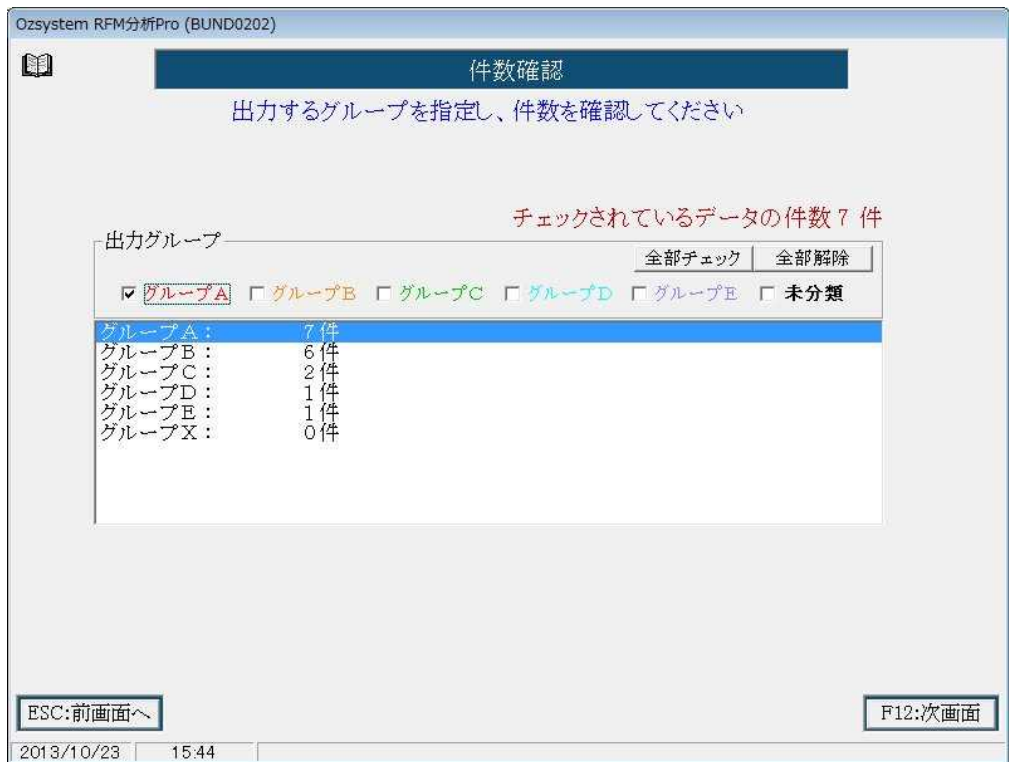 Ozsystem RFM分析Pro (BUND0202)
件数確認
出力するグループを指定し、件数を確認してください
チェックされているデータの件数 7 件
出力グループ
全部チェック 全部解除
グループA グループB グループC グループD グループE 未分類
グループA： 7件
グループB： 6件
グループC： 2件
グループD： 1件
グループE： 1件
グループX： 0件
ESC:前画面へ F12:次画面
2013/10/23 15:44